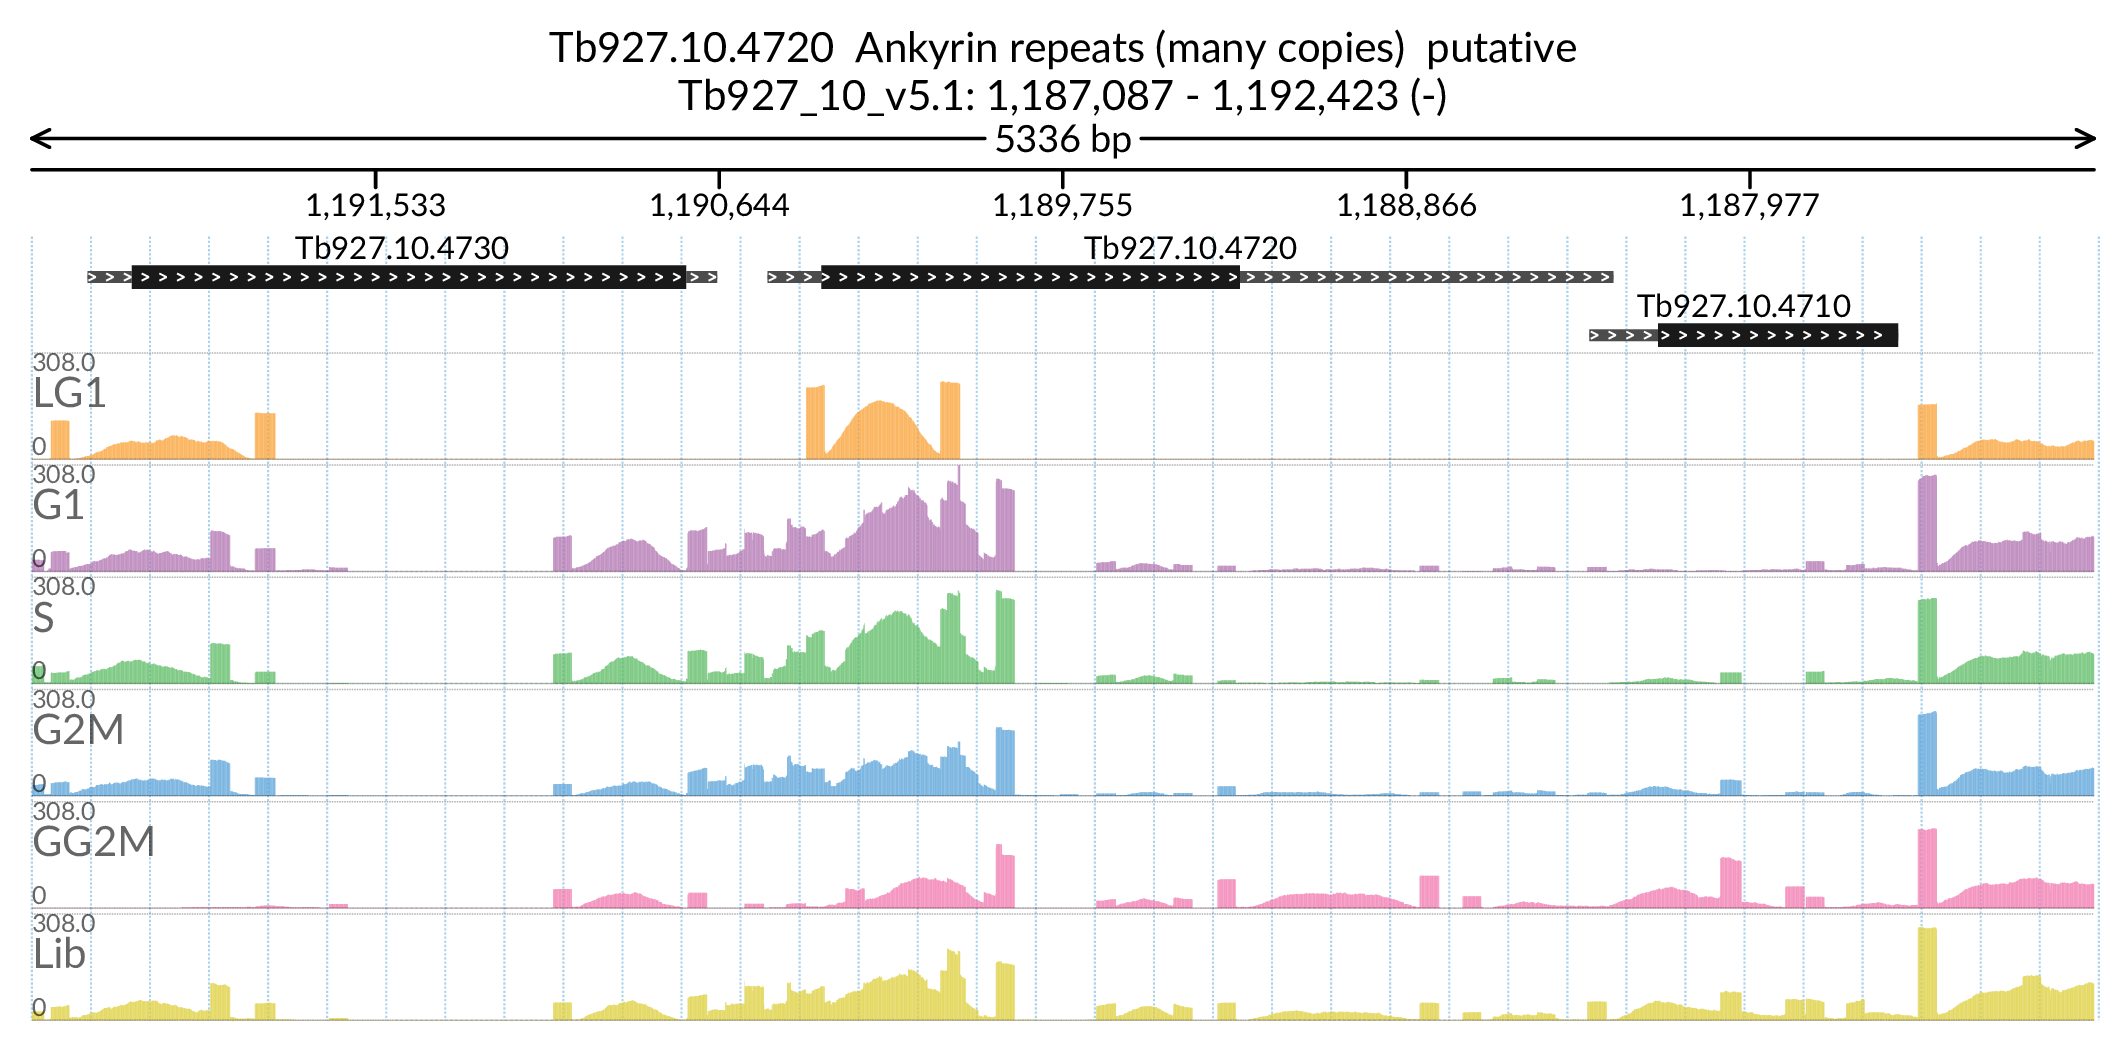 Tb927.10.4720  Ankyrin repeats (many copies)  putative
Tb927_10_v5.1: 1,187,087 - 1,192,423 (-)
5336 bp
1,191,533 1,190,644 1,189,755 1,188,866 1,187,977
Tb927.10.4730 Tb927.10.4720
Tb927.10.4710
308.0
LG1
0
308.0
G1
0
308.0
S
0
308.0
G2M
0
308.0
GG2M
0
308.0
Lib
0